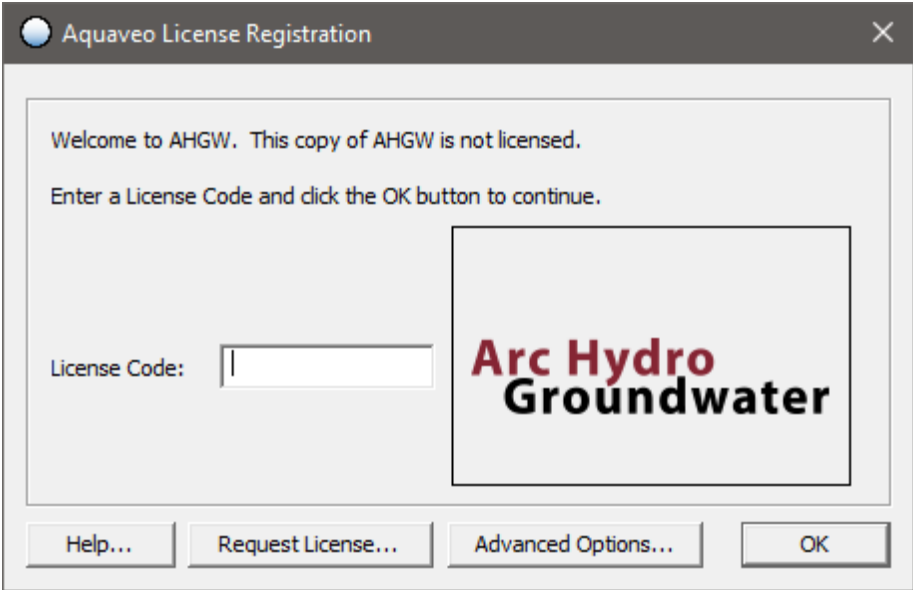 Aquaveo License Registration
Welcome to AHGW.  This copy of AHGW is not licensed.
Enter a License Code and click the OK button to continue.
License Code:
Arc Hydro
Groundwater
Help...
Request License...
Advanced Options...
OK